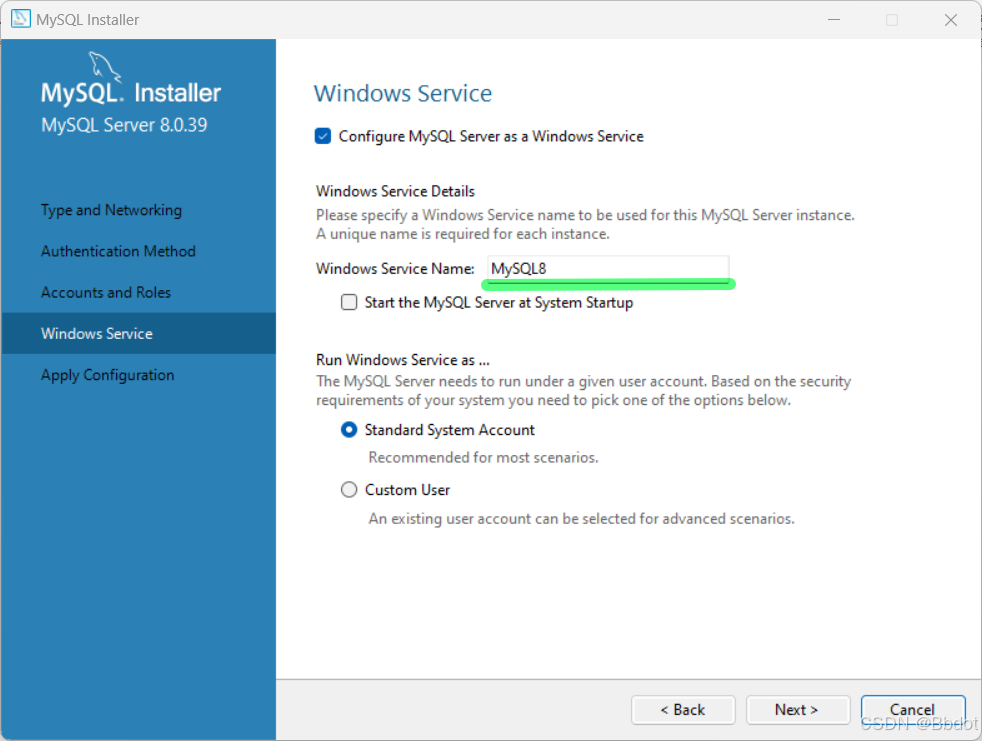 MySQL Installer
MySQL. Installer
MySQL Server 8.0.39
Type and Networking
Authentication Method
Accounts and Roles
Windows Service
Apply Configuration
Windows Service
Configure MySQL Server as a Windows Service
Windows Service Details
Please specify a Windows Service name to be used for this MySQL Server instance.
A unique name is required for each instance.
Windows Service Name: MySQL8
Start the MySQL Server at System Startup
Run Windows Service as ...
The MySQL Server needs to run under a given user account. Based on the security
requirements of your system you need to pick one of the options below.
Standard System Account
Recommended for most scenarios.
Custom User
An existing user account can be selected for advanced scenarios.
< Back Next > Cancel
CSDN @Bbdot